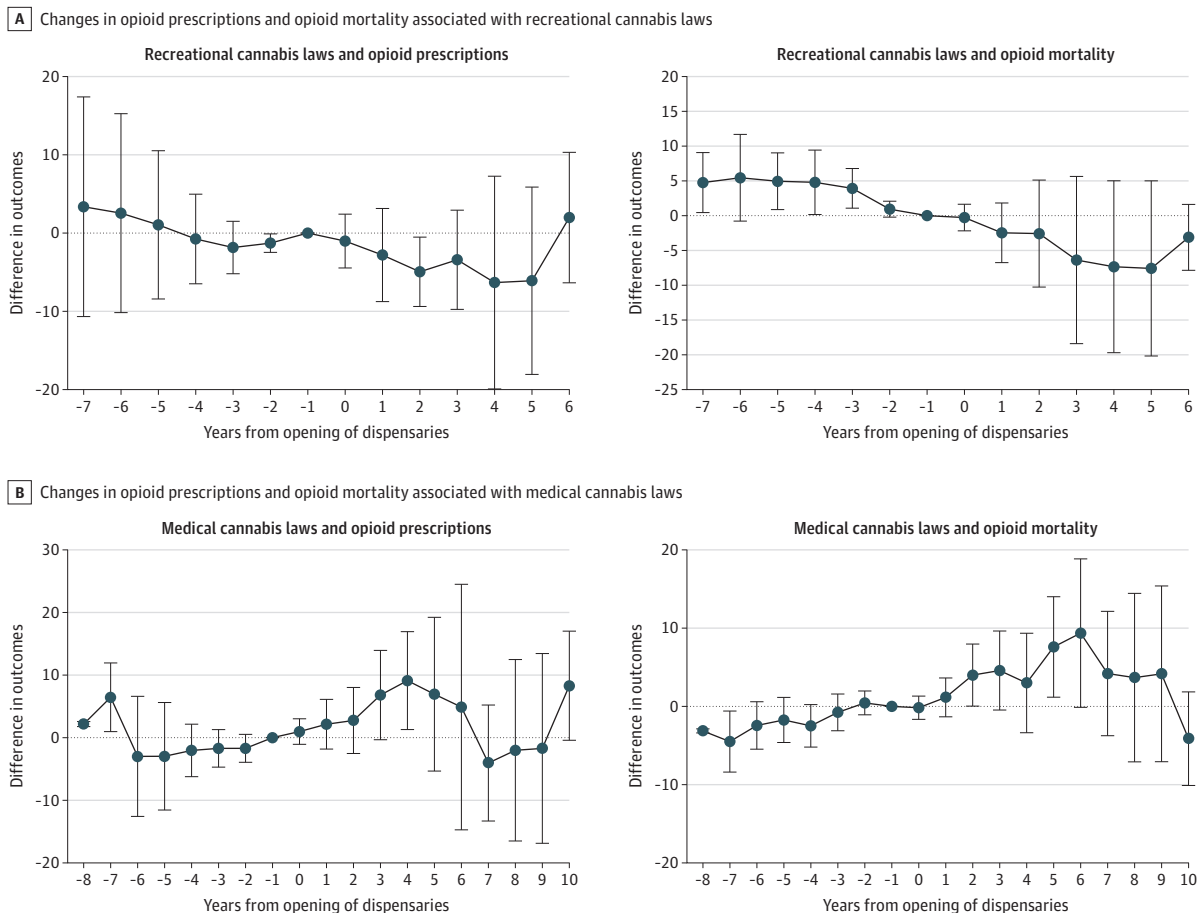 A Changes in opioid prescriptions and opioid mortality associated with recreational cannabis laws
Recreational cannabis laws and opioid prescriptions
20
10
0
-10
-20
Difference in outcomes
-7 -6 -5 -4 -3 -2 -1 0 1 2 3 4 5 6
Years from opening of dispensaries
Recreational cannabis laws and opioid mortality
20
15
10
5
0
-5
-10
-15
-20
-25
Difference in outcomes
-7 -6 -5 -4 -3 -2 -1 0 1 2 3 4 5 6
Years from opening of dispensaries
B Changes in opioid prescriptions and opioid mortality associated with medical cannabis laws
Medical cannabis laws and opioid prescriptions
30
20
10
0
-10
-20
Difference in outcomes
-8 -7 -6 -5 -4 -3 -2 -1 0 1 2 3 4 5 6 7 8 9 10
Years from opening of dispensaries
Medical cannabis laws and opioid mortality
20
10
0
-10
-20
Difference in outcomes
-8 -7 -6 -5 -4 -3 -2 -1 0 1 2 3 4 5 6 7 8 9 10
Years from opening of dispensaries